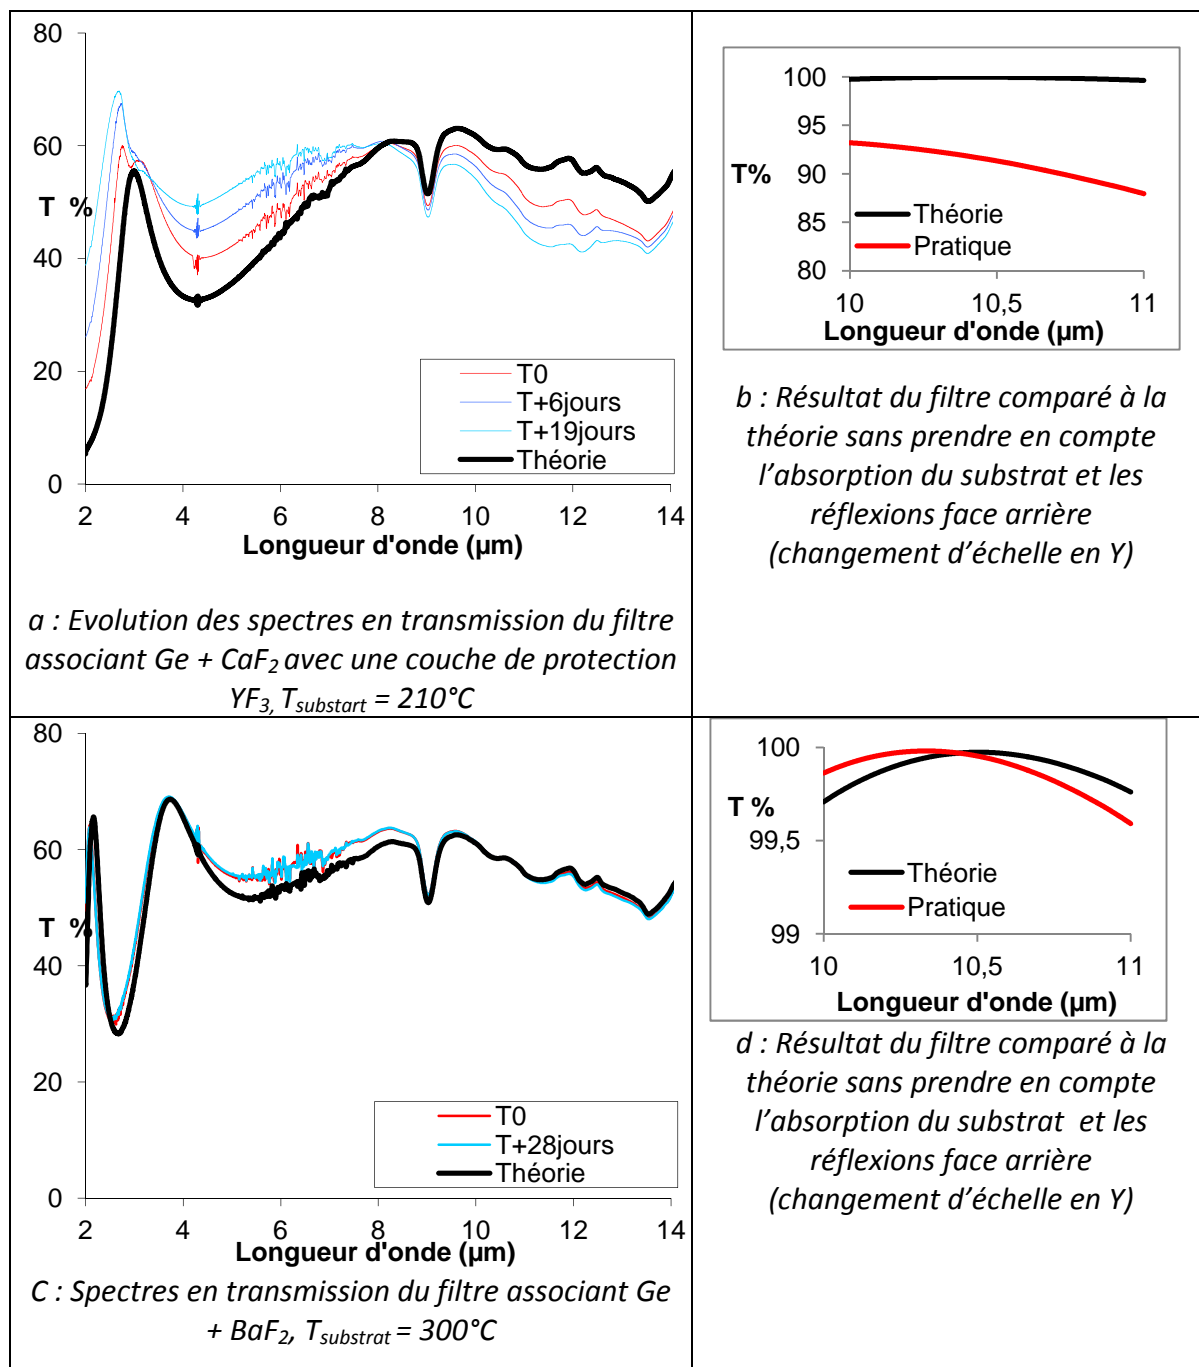 80
60
T %
40
20
0
T0
T+6jours
T+19jours
Théorie
2 4 6 8 10 12 14
Longueur d'onde (µm)
a : Evolution des spectres en transmission du filtre
associant Ge + CaF2 avec une couche de protection
YF3, Tsubstart = 210°C
100
95
T%
90
85
80
Théorie
Pratique
10 10,5 11
Longueur d'onde (µm)
b : Résultat du filtre comparé à la
théorie sans prendre en compte
l’absorption du substrat et les
réflexions face arrière
(changement d’échelle en Y)
80
60
T %
40
20
0
T0
T+28jours
Théorie
2 4 6 8 10 12 14
Longueur d'onde (µm)
C : Spectres en transmission du filtre associant Ge
+ BaF2, Tsubstrat = 300°C
100
T %
99,5
99
Théorie
Pratique
10 10,5 11
Longueur d'onde (µm)
d : Résultat du filtre comparé à la
théorie sans prendre en compte
l’absorption du substrat et les
réflexions face arrière
(changement d’échelle en Y)